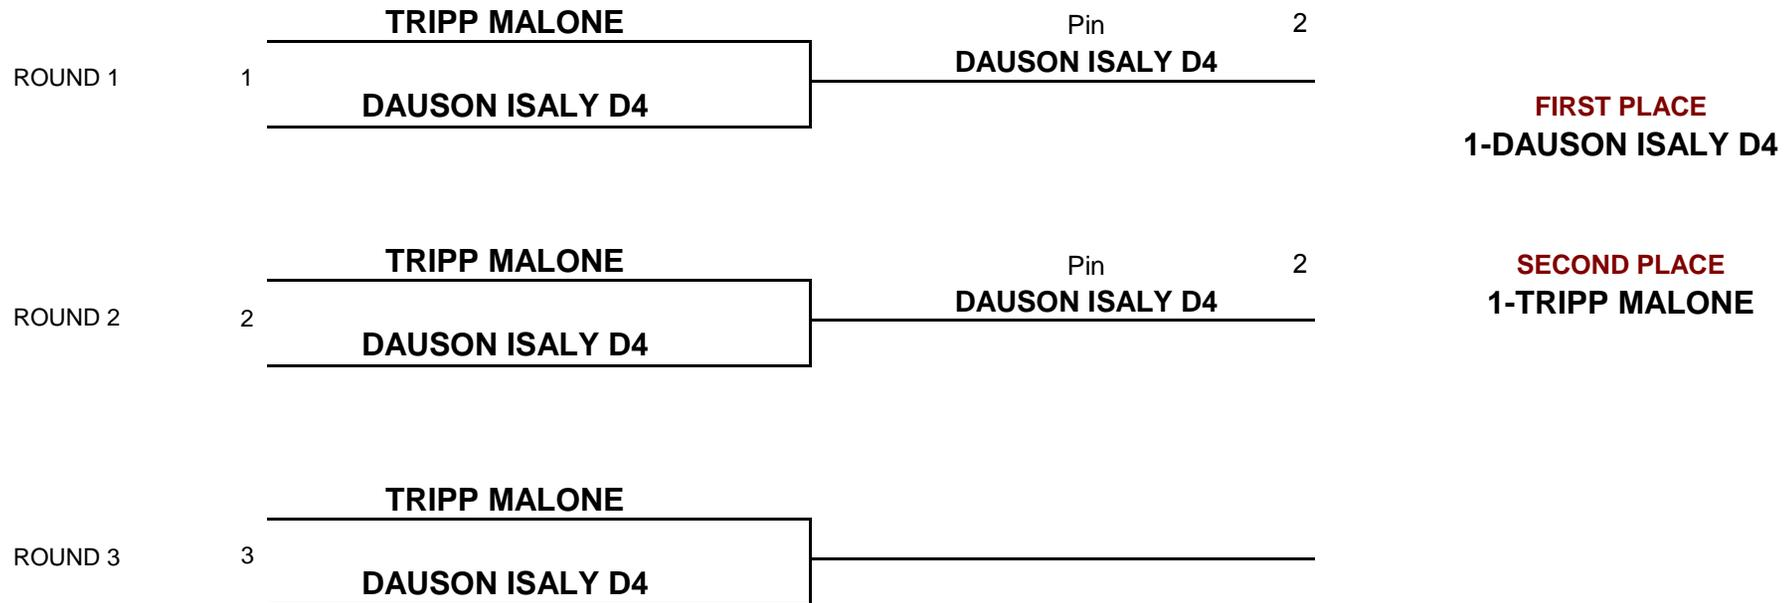 TRIPP MALONE
Pin 2
ROUND 1 1
DAUSON ISALY D4
DAUSON ISALY D4
FIRST PLACE
1-DAUSON ISALY D4
TRIPP MALONE
Pin 2
ROUND 2 2
DAUSON ISALY D4
DAUSON ISALY D4
SECOND PLACE
1-TRIPP MALONE
TRIPP MALONE
ROUND 3 3
DAUSON ISALY D4